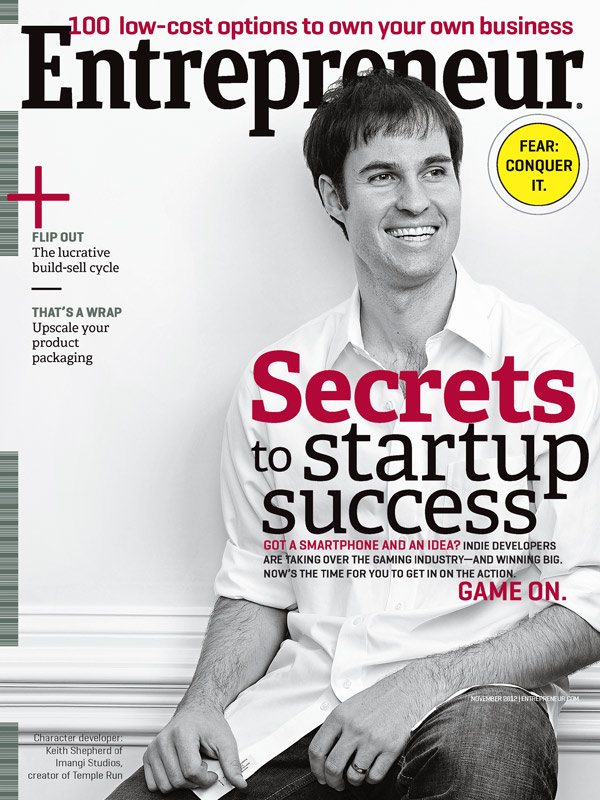 100 low-cost options to own your own business
Entrepreneur®
FEAR:
CONQUER
IT.
FLIP OUT
The lucrative
build-sell cycle
THAT'S A WRAP
Upscale your
product
packaging
Secrets
to startup
success
GOT A SMARTPHONE AND AN IDEA? INDIE DEVELOPERS
ARE TAKING OVER THE GAMING INDUSTRY—AND WINNING BIG.
NOW'S THE TIME FOR YOU TO GET IN ON THE ACTION.
GAME ON.
NOVEMBER 2012 | ENTREPRENEUR.COM
Character developer:
Keith Shepherd of
Imangi Studios,
creator of Temple Run